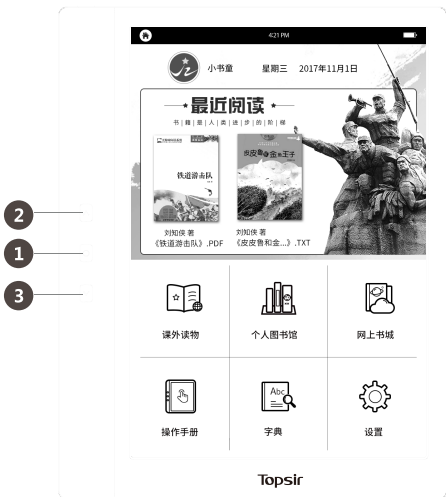 4:21 PM
小书童 星期三 2017年11月1日
最近阅读
书|籍|是|人|类|进|步|的|阶|梯
铁道游击队
皮皮鲁和金王子
刘知侠 著
《铁道游击队》.PDF
刘知侠 著
《皮皮鲁和金...》.TXT
2
1
3
课外读物
个人图书馆
网上书城
Abc
操作手册
字典
设置
Topsir